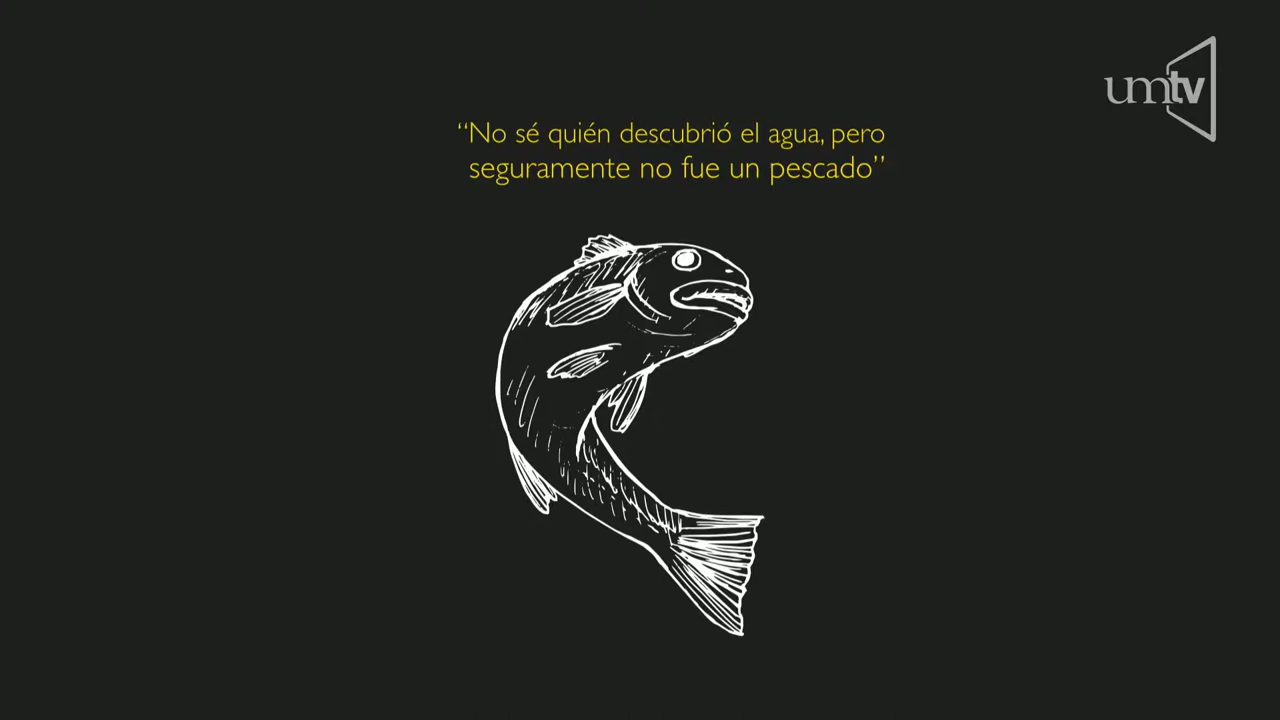 umtv
“No sé quién descubrió el agua, pero
seguramente no fue un pescado”